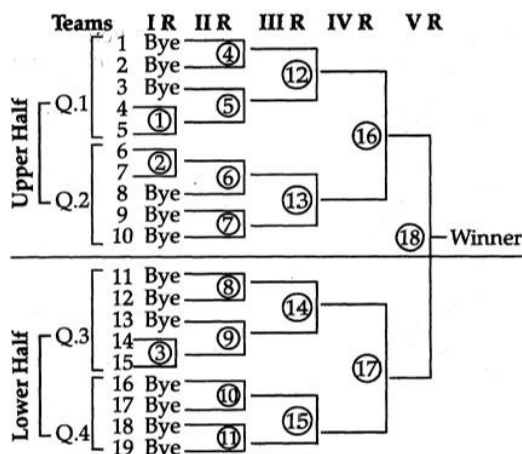 Teams I R II R III R IV R V R
1 Bye
④
2 Bye
⑫
3 Bye
⑤
4
①
5
⑯
6
②
7
⑥
8 Bye
⑬
9 Bye
⑦
10 Bye
Q.1
Q.2
Upper Half
⑱ Winner
11 Bye
⑧
12 Bye
⑭
13 Bye
⑨
14
③
15
⑰
16 Bye
⑩
17 Bye
⑮
18 Bye
⑪
19 Bye
Q.3
Q.4
Lower Half